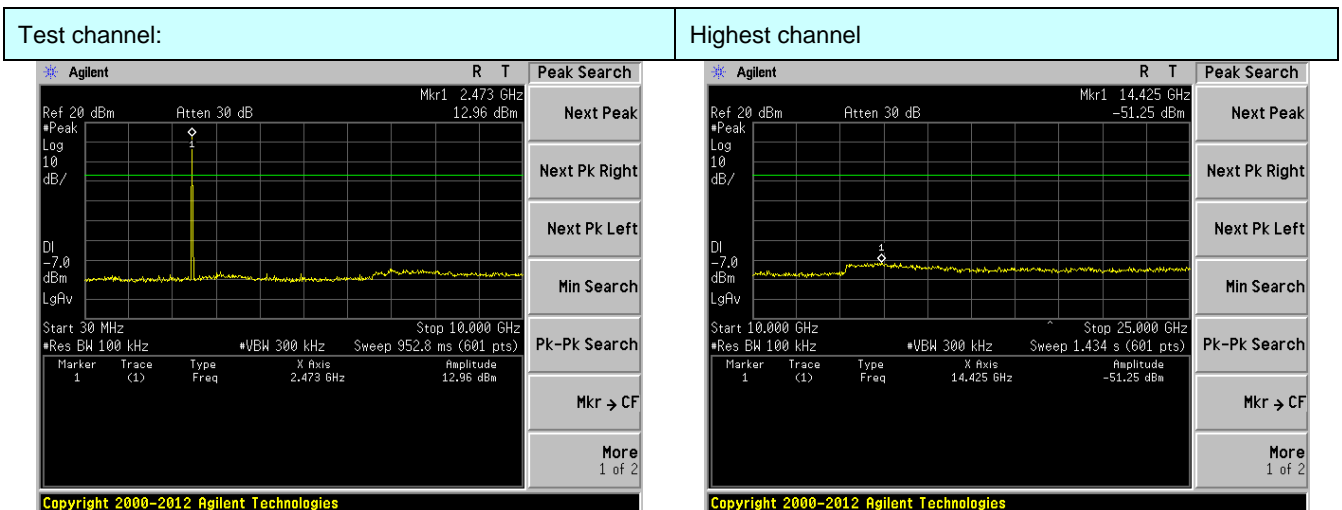 Test channel:
Highest channel
Agilent
R T
Peak Search
Mkr1 2.473 GHz
Ref 20 dBm
Atten 30 dB
12.96 dBm
#Peak
Log
10
dB/
1
DI
-7.0
dBm
LgAv
Start 30 MHz
Stop 10.000 GHz
#Res BW 100 kHz
#VBW 300 kHz
Sweep 952.8 ms (601 pts)
Marker Trace Type X Axis Amplitude
1 (1) Freq 2.473 GHz 12.96 dBm
Next Peak
Next Pk Right
Next Pk Left
Min Search
Pk-Pk Search
Mkr → CF
More
1 of 2
Copyright 2000-2012 Agilent Technologies
Agilent
R T
Peak Search
Mkr1 14.425 GHz
Ref 20 dBm
Atten 30 dB
-51.25 dBm
#Peak
Log
10
dB/
1
DI
-7.0
dBm
LgAv
Start 10.000 GHz
^ Stop 25.000 GHz
#Res BW 100 kHz
#VBW 300 kHz
Sweep 1.434 s (601 pts)
Marker Trace Type X Axis Amplitude
1 (1) Freq 14.425 GHz -51.25 dBm
Next Peak
Next Pk Right
Next Pk Left
Min Search
Pk-Pk Search
Mkr → CF
More
1 of 2
Copyright 2000-2012 Agilent Technologies